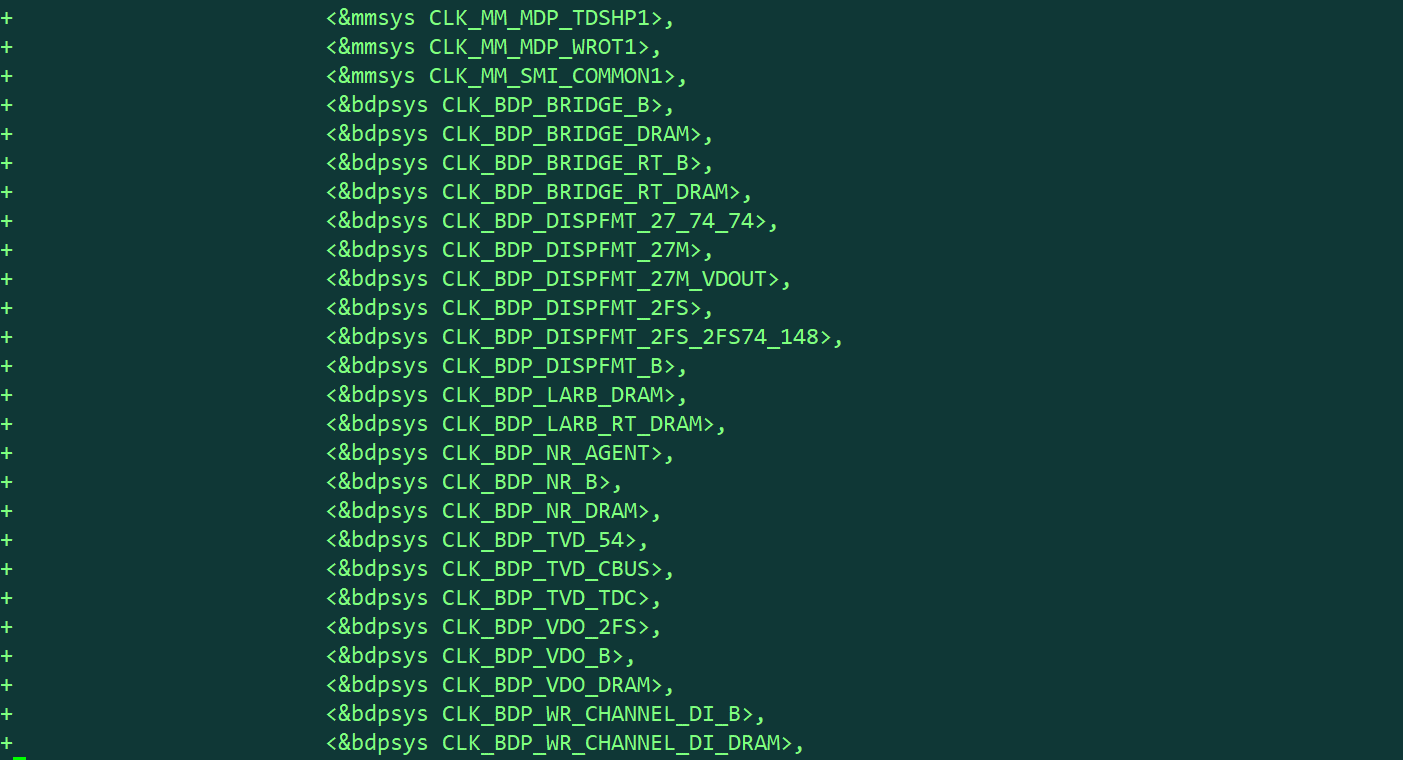 +                        <&mmsys CLK_MM_MDP_TDSHP1>,
+                        <&mmsys CLK_MM_MDP_WROT1>,
+                        <&mmsys CLK_MM_SMI_COMMON1>,
+                        <&bdpsys CLK_BDP_BRIDGE_B>,
+                        <&bdpsys CLK_BDP_BRIDGE_DRAM>,
+                        <&bdpsys CLK_BDP_BRIDGE_RT_B>,
+                        <&bdpsys CLK_BDP_BRIDGE_RT_DRAM>,
+                        <&bdpsys CLK_BDP_DISPFMT_27_74_74>,
+                        <&bdpsys CLK_BDP_DISPFMT_27M>,
+                        <&bdpsys CLK_BDP_DISPFMT_27M_VDOUT>,
+                        <&bdpsys CLK_BDP_DISPFMT_2FS>,
+                        <&bdpsys CLK_BDP_DISPFMT_2FS_2FS74_148>,
+                        <&bdpsys CLK_BDP_DISPFMT_B>,
+                        <&bdpsys CLK_BDP_LARB_DRAM>,
+                        <&bdpsys CLK_BDP_LARB_RT_DRAM>,
+                        <&bdpsys CLK_BDP_NR_AGENT>,
+                        <&bdpsys CLK_BDP_NR_B>,
+                        <&bdpsys CLK_BDP_NR_DRAM>,
+                        <&bdpsys CLK_BDP_TVD_54>,
+                        <&bdpsys CLK_BDP_TVD_CBUS>,
+                        <&bdpsys CLK_BDP_TVD_TDC>,
+                        <&bdpsys CLK_BDP_VDO_2FS>,
+                        <&bdpsys CLK_BDP_VDO_B>,
+                        <&bdpsys CLK_BDP_VDO_DRAM>,
+                        <&bdpsys CLK_BDP_WR_CHANNEL_DI_B>,
+                        <&bdpsys CLK_BDP_WR_CHANNEL_DI_DRAM>,